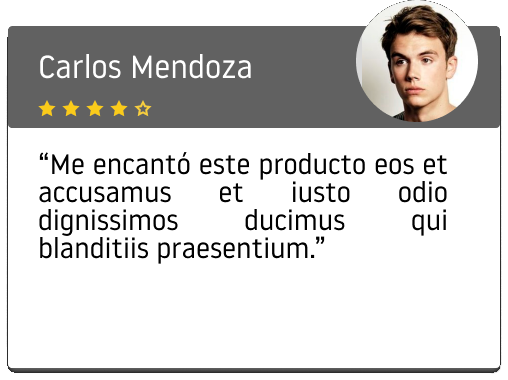 Carlos Mendoza
“Me encantó este producto eos et
accusamus et iusto odio
dignissimos ducimus qui
blanditiis praesentium.”